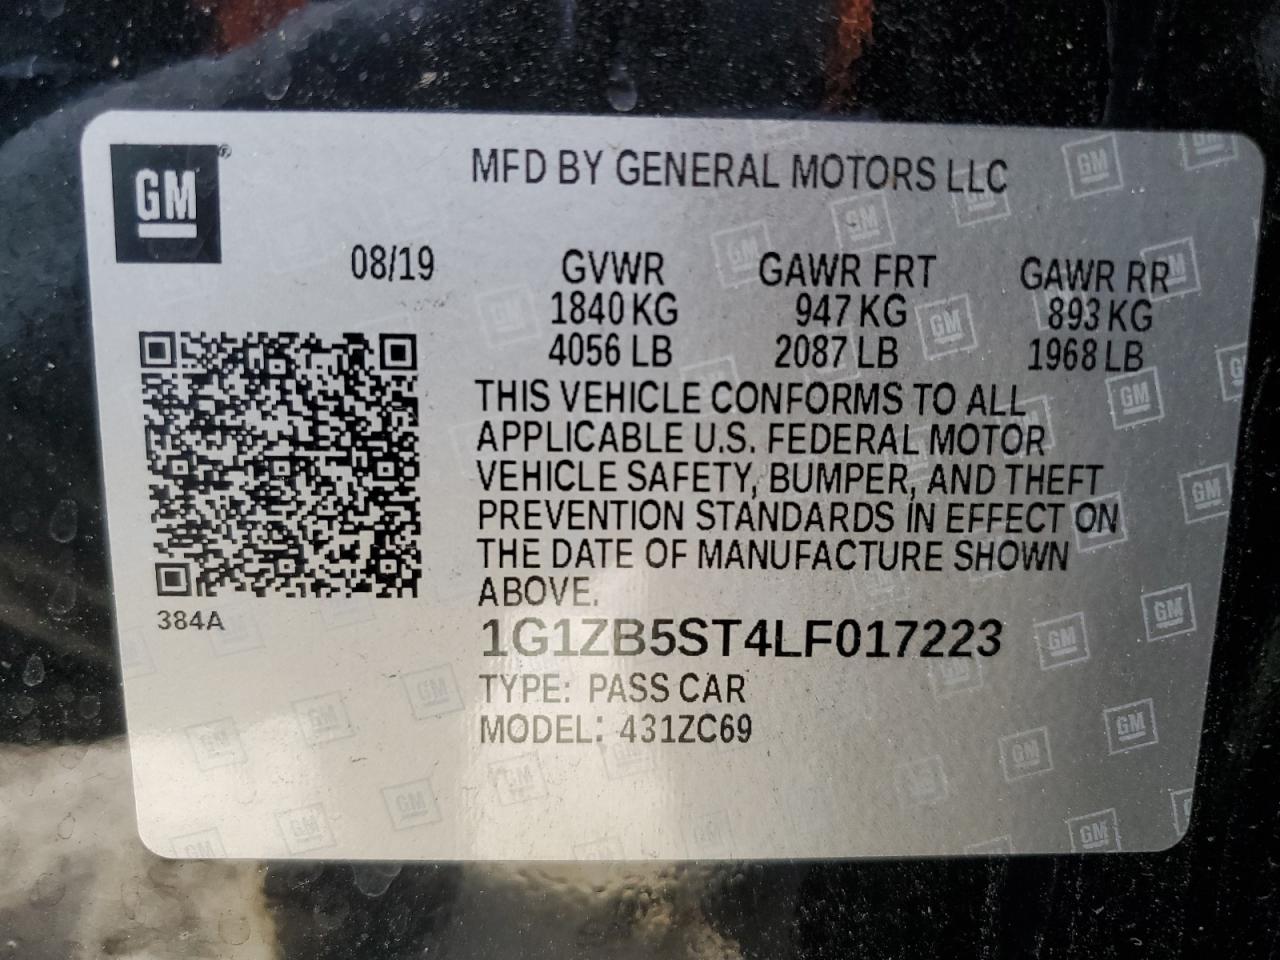 GM
MFD BY GENERAL MOTORS LLC
08/19 GVWR GAWR FRT GAWR RR
1840 KG 947 KG 893 KG
4056 LB 2087 LB 1968 LB
THIS VEHICLE CONFORMS TO ALL
APPLICABLE U.S. FEDERAL MOTOR
VEHICLE SAFETY, BUMPER, AND THEFT
PREVENTION STANDARDS IN EFFECT ON
THE DATE OF MANUFACTURE SHOWN
ABOVE.
384A
1G1ZB5ST4LF017223
TYPE: PASS CAR
MODEL: 431ZC69